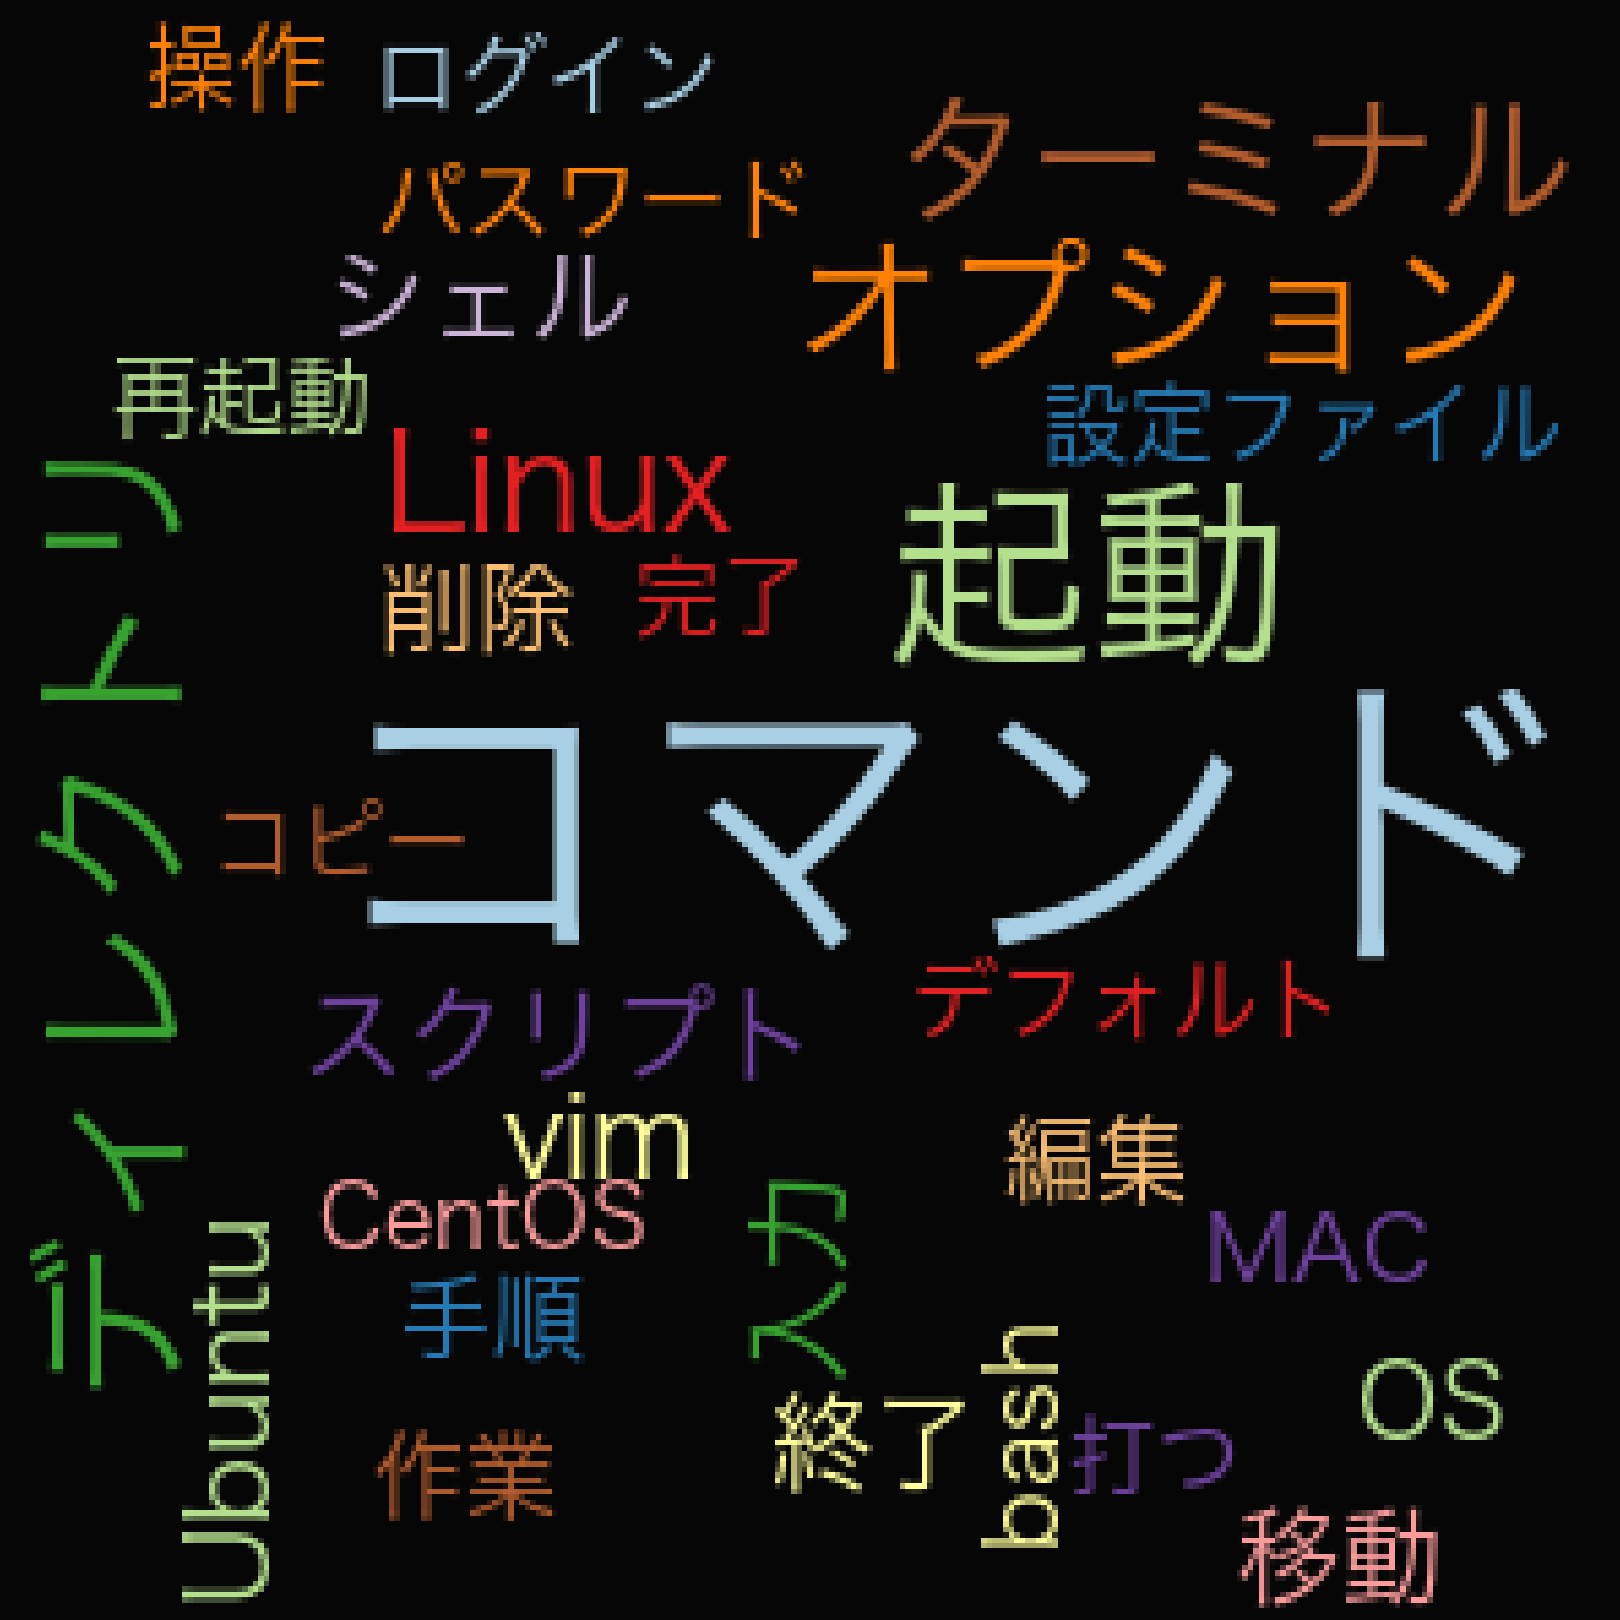 操作 ログイン
ターミナル
パスワード
シェル
オプション
再起動
設定ファイル
Linux
起動
削除 完了
ディレクトリ
コマンド
コピー
スクリプト
デフォルト
vim
編集
CentOS
入力
MAC
Ubuntu
手順
bash
OS
終了
打つ
作業
移動